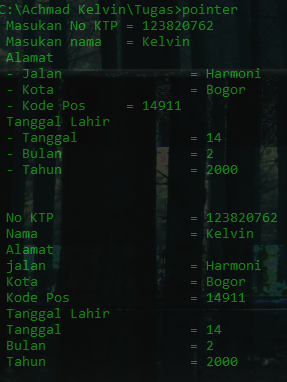 C:\Achmad Kelvin\Tugas>pointer
Masukan No KTP = 123820762
Masukan nama = Kelvin
Alamat
- Jalan = Harmoni
- Kota = Bogor
- Kode Pos = 14911
Tanggal Lahir
- Tanggal = 14
- Bulan = 2
- Tahun = 2000
No KTP = 123820762
Nama = Kelvin
Alamat
jalan = Harmoni
Kota = Bogor
Kode Pos = 14911
Tanggal Lahir
Tanggal = 14
Bulan = 2
Tahun = 2000